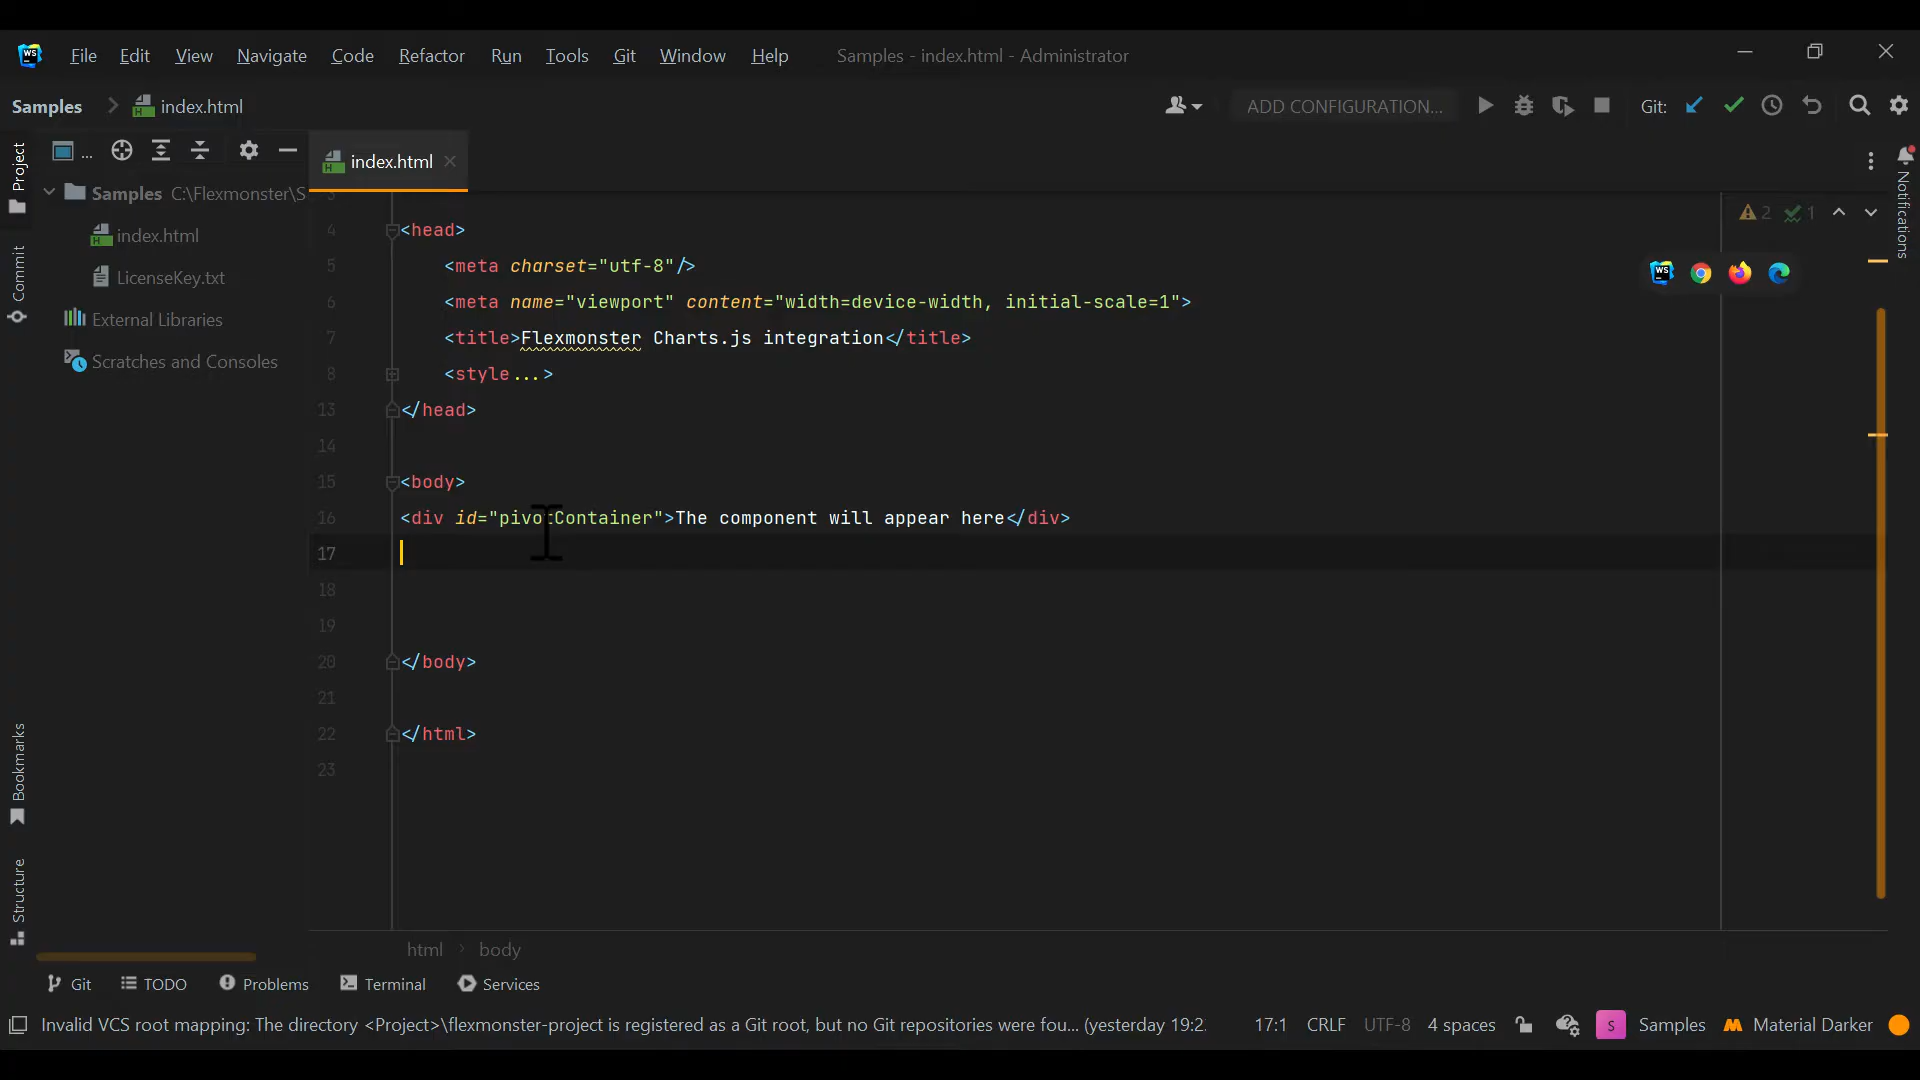 WS File Edit View Navigate Code Refactor Run Tools Git Window Help Samples - index.html - Administrator
Samples index.html ADD CONFIGURATION... Git:
Project
Commit
Bookmarks
Structure
...
Samples C:\Flexmonster\S
index.html
LicenseKey.txt
External Libraries
Scratches and Consoles
index.html
2 1
Notifications
4 <head>
5 <meta charset="utf-8"/>
6 <meta name="viewport" content="width=device-width, initial-scale=1">
7 <title>Flexmonster Charts.js integration</title>
8 <style...>
13 </head>
14
15 <body>
16 <div id="pivotContainer">The component will appear here</div>
17
18
19
20 </body>
21
22 </html>
23
html body
Git TODO Problems Terminal Services
Invalid VCS root mapping: The directory <Project>\flexmonster-project is registered as a Git root, but no Git repositories were fou... (yesterday 19:2 17:1 CRLF UTF-8 4 spaces S Samples Material Darker